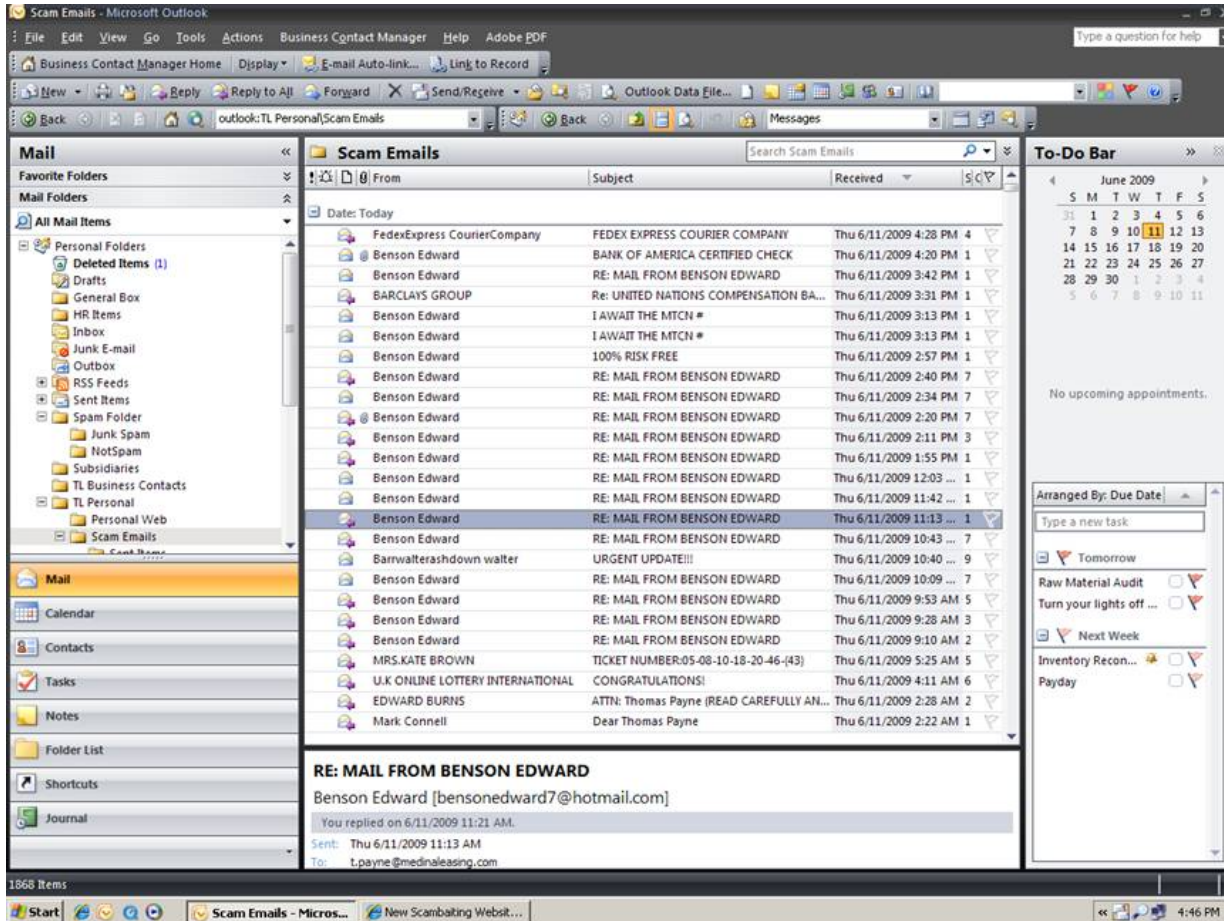 Scam Emails - Microsoft Outlook
File Edit View Go Tools Actions Business Contact Manager Help Adobe PDF
Type a question for help
Business Contact Manager Home Display E-mail Auto-link... Link to Record
New Reply Reply to All Forward Send/Receive Outlook Data File...
Back outlook:TL Personal\Scam Emails Back Messages
Mail
Favorite Folders
Mail Folders
All Mail Items
Personal Folders
Deleted Items (1)
Drafts
General Box
HR Items
Inbox
Junk E-mail
Outbox
RSS Feeds
Sent Items
Spam Folder
Junk Spam
NotSpam
Subsidiaries
TL Business Contacts
TL Personal
Personal Web
Scam Emails
Sent Items
Mail
Calendar
Contacts
Tasks
Notes
Folder List
Shortcuts
Journal
Scam Emails
Search Scam Emails
From Subject Received S C
Date: Today
FedexExpress CourierCompany FEDEX EXPRESS COURIER COMPANY Thu 6/11/2009 4:28 PM 4
Benson Edward BANK OF AMERICA CERTIFIED CHECK Thu 6/11/2009 4:20 PM 1
Benson Edward RE: MAIL FROM BENSON EDWARD Thu 6/11/2009 3:42 PM 1
BARCLAYS GROUP Re: UNITED NATIONS COMPENSATION BA... Thu 6/11/2009 3:31 PM 1
Benson Edward I AWAIT THE MTCN # Thu 6/11/2009 3:13 PM 1
Benson Edward I AWAIT THE MTCN # Thu 6/11/2009 3:13 PM 1
Benson Edward 100% RISK FREE Thu 6/11/2009 2:57 PM 1
Benson Edward RE: MAIL FROM BENSON EDWARD Thu 6/11/2009 2:40 PM 7
Benson Edward RE: MAIL FROM BENSON EDWARD Thu 6/11/2009 2:34 PM 7
Benson Edward RE: MAIL FROM BENSON EDWARD Thu 6/11/2009 2:20 PM 7
Benson Edward RE: MAIL FROM BENSON EDWARD Thu 6/11/2009 2:11 PM 3
Benson Edward RE: MAIL FROM BENSON EDWARD Thu 6/11/2009 1:55 PM 1
Benson Edward RE: MAIL FROM BENSON EDWARD Thu 6/11/2009 12:03 ... 1
Benson Edward RE: MAIL FROM BENSON EDWARD Thu 6/11/2009 11:42 ... 1
Benson Edward RE: MAIL FROM BENSON EDWARD Thu 6/11/2009 11:13 ... 1
Benson Edward RE: MAIL FROM BENSON EDWARD Thu 6/11/2009 10:43 ... 7
Barrwalterashdown walter URGENT UPDATE!!! Thu 6/11/2009 10:40 ... 9
Benson Edward RE: MAIL FROM BENSON EDWARD Thu 6/11/2009 10:09 ... 7
Benson Edward RE: MAIL FROM BENSON EDWARD Thu 6/11/2009 9:53 AM 5
Benson Edward RE: MAIL FROM BENSON EDWARD Thu 6/11/2009 9:28 AM 3
Benson Edward RE: MAIL FROM BENSON EDWARD Thu 6/11/2009 9:10 AM 2
MRS.KATE BROWN TICKET NUMBER:05-08-10-18-20-46-(43) Thu 6/11/2009 5:25 AM 5
U.K ONLINE LOTTERY INTERNATIONAL CONGRATULATIONS! Thu 6/11/2009 4:11 AM 6
EDWARD BURNS ATTN: Thomas Payne (READ CAREFULLY AN... Thu 6/11/2009 2:28 AM 2
Mark Connell Dear Thomas Payne Thu 6/11/2009 2:22 AM 1
RE: MAIL FROM BENSON EDWARD
Benson Edward [bensonedward7@hotmail.com]
You replied on 6/11/2009 11:21 AM.
Sent: Thu 6/11/2009 11:13 AM
To: t.payne@medinaleasing.com
To-Do Bar
June 2009
S M T W T F S
31 1 2 3 4 5 6
7 8 9 10 11 12 13
14 15 16 17 18 19 20
21 22 23 24 25 26 27
28 29 30 1 2 3 4
5 6 7 8 9 10 11
No upcoming appointments.
Arranged By: Due Date
Type a new task
Tomorrow
Raw Material Audit
Turn your lights off ...
Next Week
Inventory Recon...
Payday
1868 Items
Start Scam Emails - Micros... New Scambaiting Websit... 4:46 PM